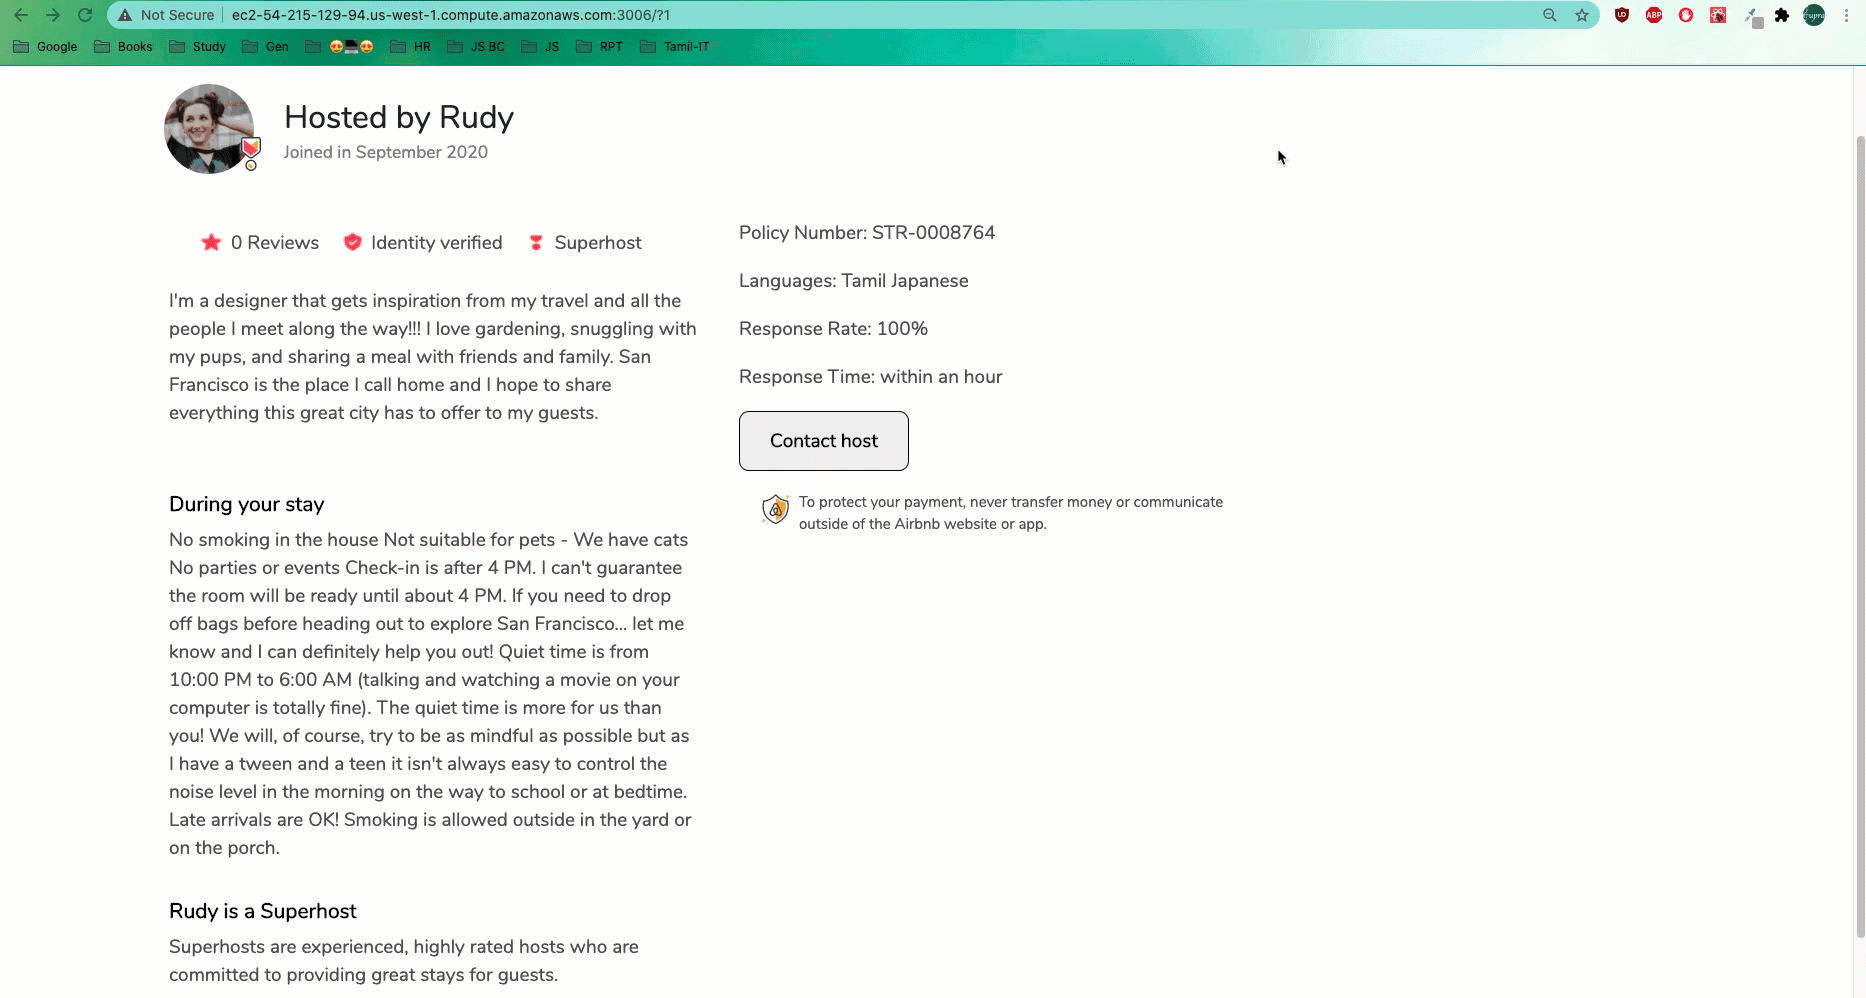 Not Secure ec2-54-215-129-94.us-west-1.compute.amazonaws.com:3006/?1
Google Books Study Gen HR JS BC JS RPT Tamil-IT
Hosted by Rudy
Joined in September 2020
0 Reviews Identity verified Superhost
I'm a designer that gets inspiration from my travel and all the
people I meet along the way!!! I love gardening, snuggling with
my pups, and sharing a meal with friends and family. San
Francisco is the place I call home and I hope to share
everything this great city has to offer to my guests.
During your stay
No smoking in the house Not suitable for pets - We have cats
No parties or events Check-in is after 4 PM. I can't guarantee
the room will be ready until about 4 PM. If you need to drop
off bags before heading out to explore San Francisco... let me
know and I can definitely help you out! Quiet time is from
10:00 PM to 6:00 AM (talking and watching a movie on your
computer is totally fine). The quiet time is more for us than
you! We will, of course, try to be as mindful as possible but as
I have a tween and a teen it isn't always easy to control the
noise level in the morning on the way to school or at bedtime.
Late arrivals are OK! Smoking is allowed outside in the yard or
on the porch.
Rudy is a Superhost
Superhosts are experienced, highly rated hosts who are
committed to providing great stays for guests.
Policy Number: STR-0008764
Languages: Tamil Japanese
Response Rate: 100%
Response Time: within an hour
Contact host
To protect your payment, never transfer money or communicate
outside of the Airbnb website or app.
ABP